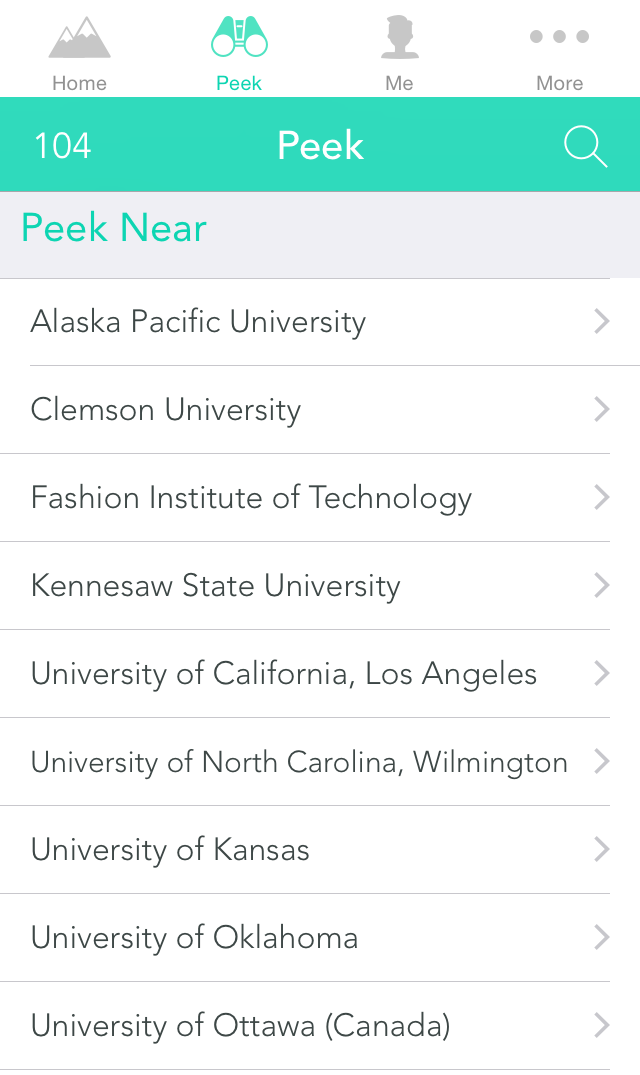 Home Peek Me More
104 Peek
Peek Near
Alaska Pacific University
Clemson University
Fashion Institute of Technology
Kennesaw State University
University of California, Los Angeles
University of North Carolina, Wilmington
University of Kansas
University of Oklahoma
University of Ottawa (Canada)